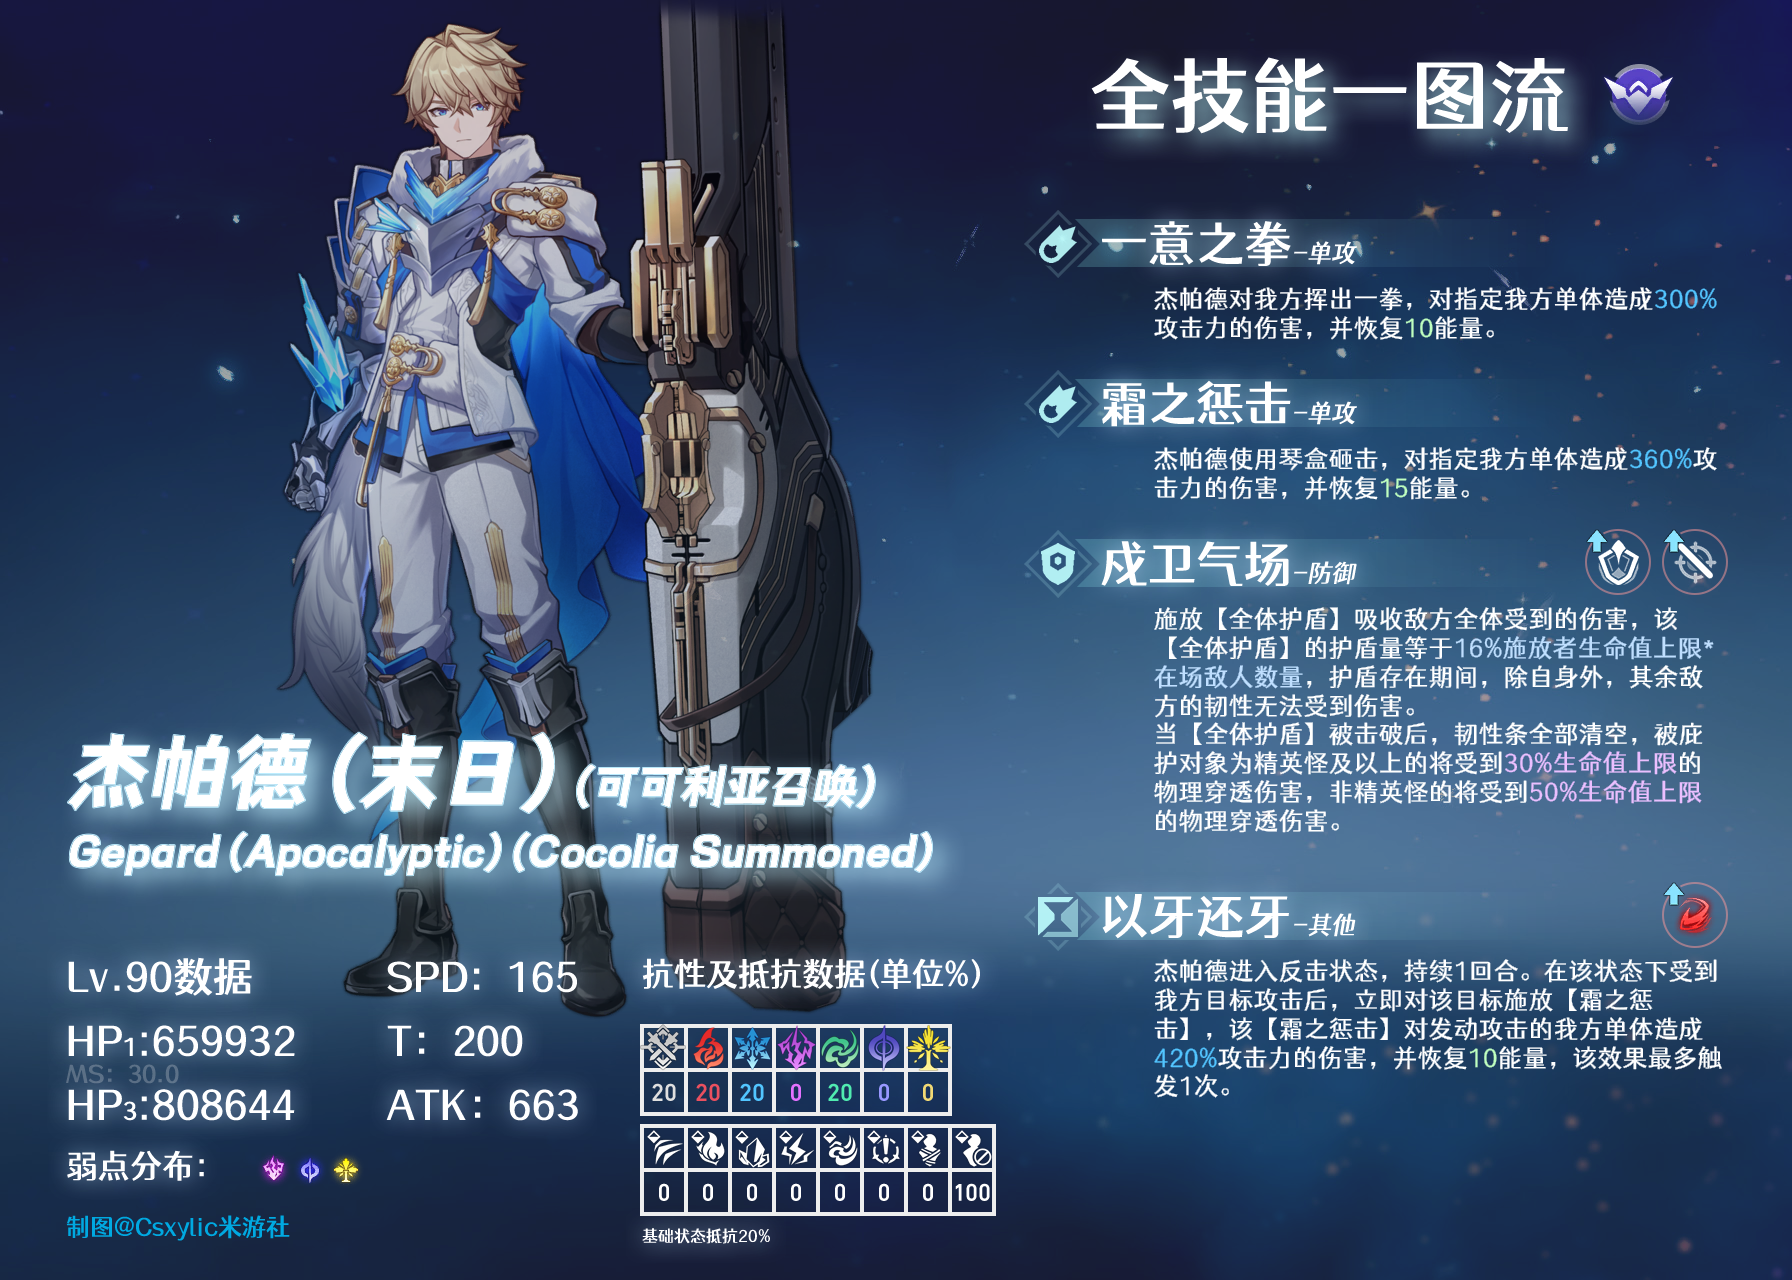 全技能一图流
一意之拳-单攻
杰帕德对我方挥出一拳，对指定我方单体造成300%
攻击力的伤害，并恢复10能量。
霜之惩击-单攻
杰帕德使用琴盒砸击，对指定我方单体造成360%攻
击力的伤害，并恢复15能量。
戍卫气场-防御
施放【全体护盾】吸收敌方全体受到的伤害，该
【全体护盾】的护盾量等于16%施放者生命值上限*
在场敌人数量，护盾存在期间，除自身外，其余敌
方的韧性无法受到伤害。
当【全体护盾】被击破后，韧性条全部清空，被庇
护对象为精英怪及以上的将受到30%生命值上限的
物理穿透伤害，非精英怪的将受到50%生命值上限
的物理穿透伤害。
以牙还牙-其他
杰帕德进入反击状态，持续1回合。在该状态下受到
我方目标攻击后，立即对该目标施放【霜之惩
击】，该【霜之惩击】对发动攻击的我方单体造成
420%攻击力的伤害，并恢复10能量，该效果最多触
发1次。
杰帕德（末日）（可可利亚召唤）
Gepard (Apocalyptic) (Cocolia Summoned)
Lv.90数据 SPD：165
HP1:659932 T：200
MS：30.0
HP3:808644 ATK：663
弱点分布：
制图@Csxylic米游社
抗性及抵抗数据(单位%)
20 20 20 0 20 0 0
0 0 0 0 0 0 0 100
基础状态抵抗20%